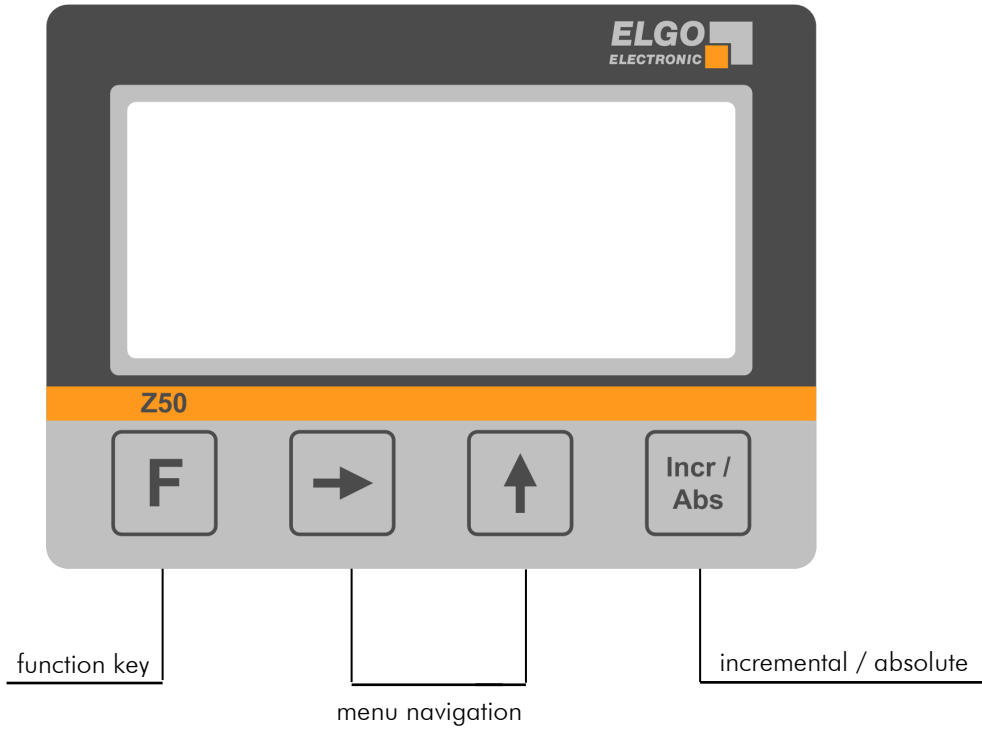 ELGO
ELECTRONIC
Z50
F
Incr /
Abs
function key
incremental / absolute
menu navigation